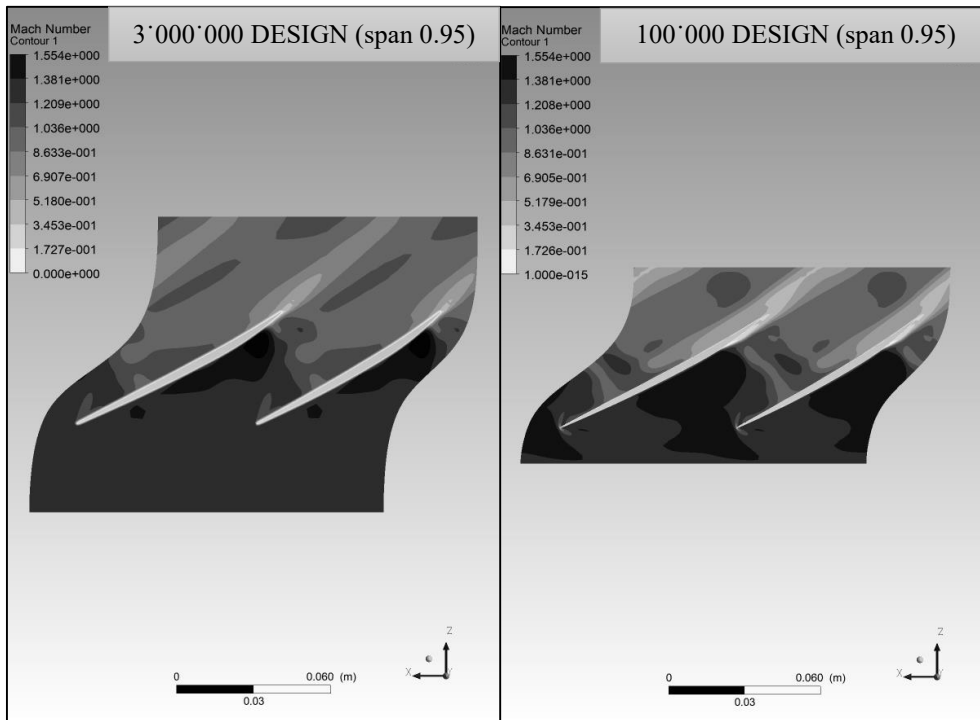 3˙000˙000 DESIGN (span 0.95)
Mach Number
Contour 1
1.554e+000
1.381e+000
1.209e+000
1.036e+000
8.633e-001
6.907e-001
5.180e-001
3.453e-001
1.727e-001
0.000e+000
Z
X
Y
0 0.060 (m)
0.03
100˙000 DESIGN (span 0.95)
Mach Number
Contour 1
1.554e+000
1.381e+000
1.208e+000
1.036e+000
8.631e-001
6.905e-001
5.179e-001
3.453e-001
1.726e-001
1.000e-015
Z
X
Y
0 0.060 (m)
0.03